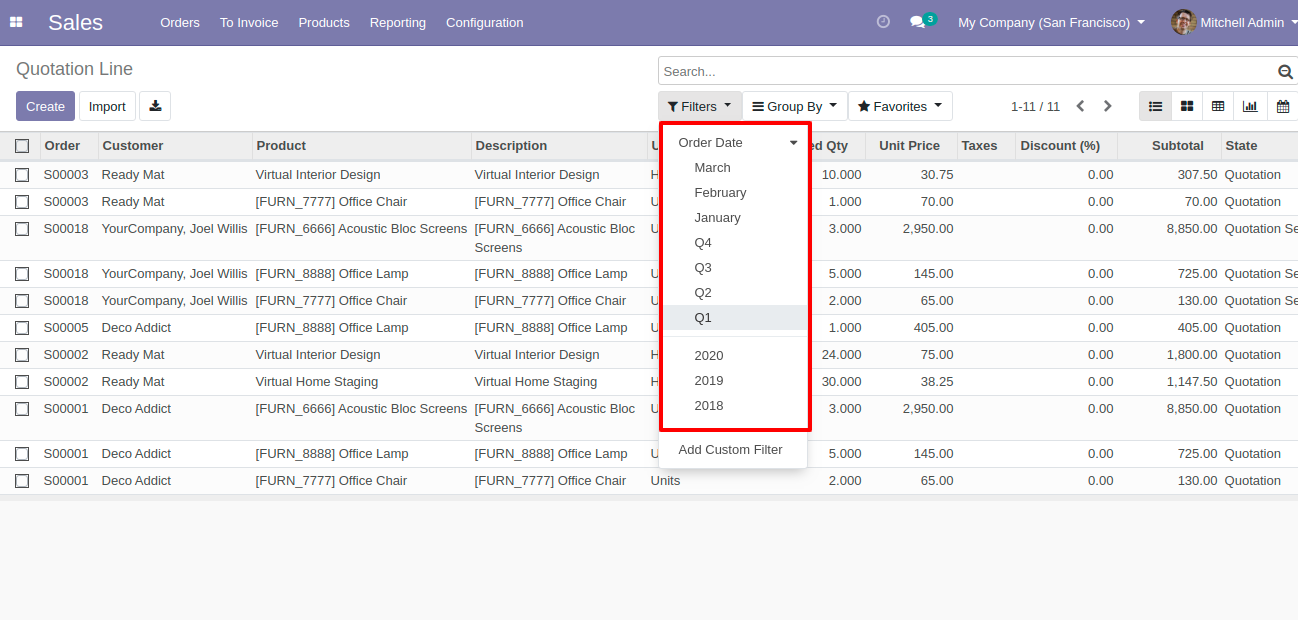 Sales Orders To Invoice Products Reporting Configuration 3 My Company (San Francisco) Mitchell Admin
Quotation Line
Search...
Create Import Filters Group By Favorites 1-11 / 11
Order Customer Product Description U ed Qty Unit Price Taxes Discount (%) Subtotal State
S00003 Ready Mat Virtual Interior Design Virtual Interior Design H 10.000 30.75 0.00 307.50 Quotation
S00003 Ready Mat [FURN_7777] Office Chair [FURN_7777] Office Chair U 1.000 70.00 0.00 70.00 Quotation
S00018 YourCompany, Joel Willis [FURN_6666] Acoustic Bloc Screens [FURN_6666] Acoustic Bloc U 3.000 2,950.00 0.00 8,850.00 Quotation Se
Screens
S00018 YourCompany, Joel Willis [FURN_8888] Office Lamp [FURN_8888] Office Lamp U 5.000 145.00 0.00 725.00 Quotation Se
S00018 YourCompany, Joel Willis [FURN_7777] Office Chair [FURN_7777] Office Chair U 2.000 65.00 0.00 130.00 Quotation Se
S00005 Deco Addict [FURN_8888] Office Lamp [FURN_8888] Office Lamp U 1.000 405.00 0.00 405.00 Quotation
S00002 Ready Mat Virtual Interior Design Virtual Interior Design H 24.000 75.00 0.00 1,800.00 Quotation
S00002 Ready Mat Virtual Home Staging Virtual Home Staging H 30.000 38.25 0.00 1,147.50 Quotation
S00001 Deco Addict [FURN_6666] Acoustic Bloc Screens [FURN_6666] Acoustic Bloc U 3.000 2,950.00 0.00 8,850.00 Quotation
Screens
S00001 Deco Addict [FURN_8888] Office Lamp [FURN_8888] Office Lamp 5.000 145.00 0.00 725.00 Quotation
S00001 Deco Addict [FURN_7777] Office Chair [FURN_7777] Office Chair Units 2.000 65.00 0.00 130.00 Quotation
Order Date
March
February
January
Q4
Q3
Q2
Q1
2020
2019
2018
Add Custom Filter